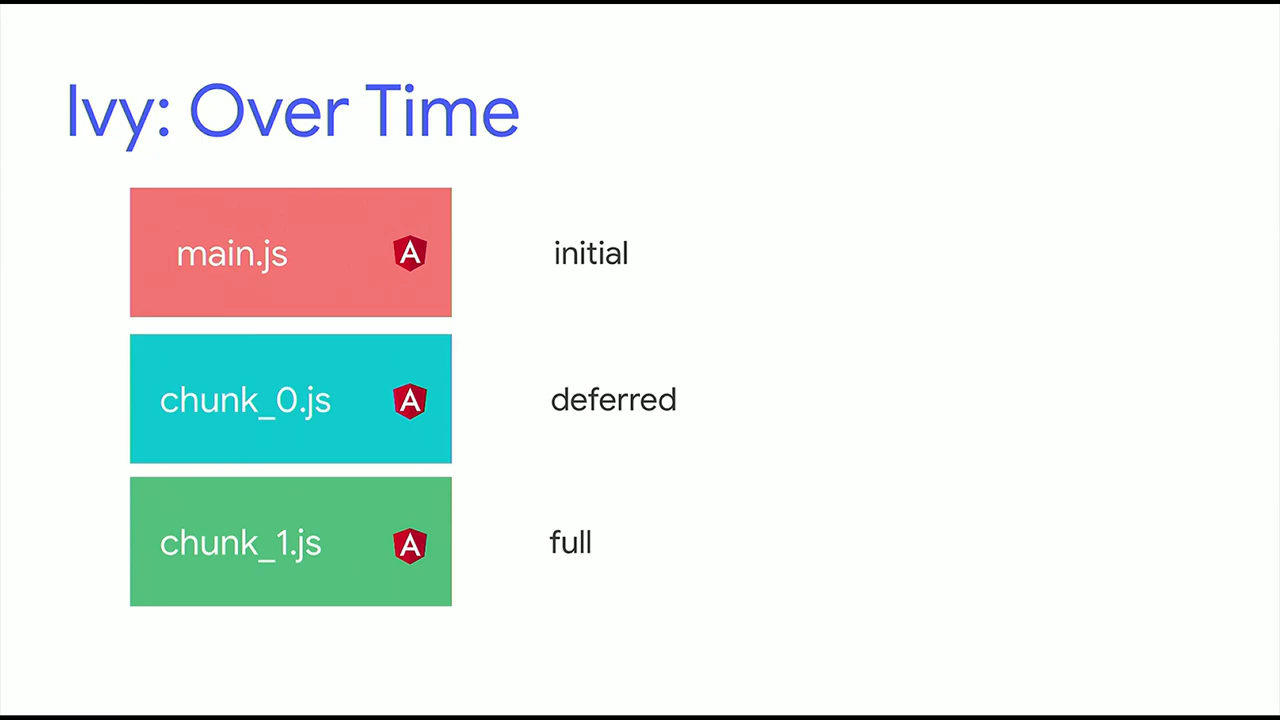 Ivy: Over Time
main.js
initial
chunk_0.js
deferred
chunk_1.js
full